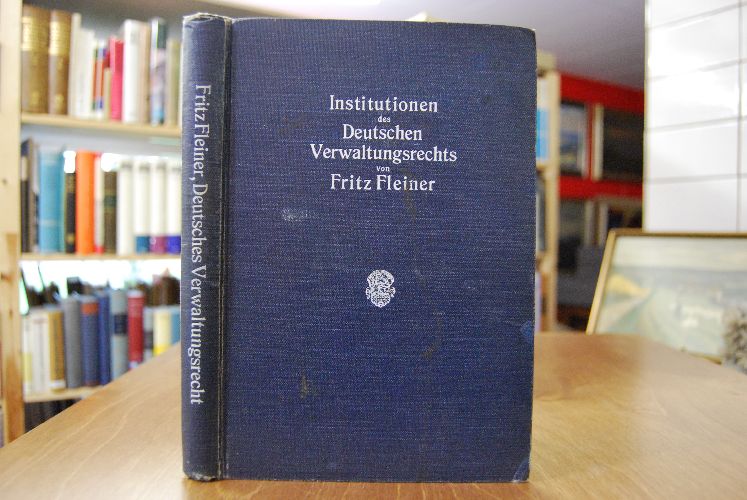 Institutionen
des
Deutschen
Verwaltungsrechts
von
Fritz Fleiner
Fritz Fleiner, Deutsches Verwaltungsrecht